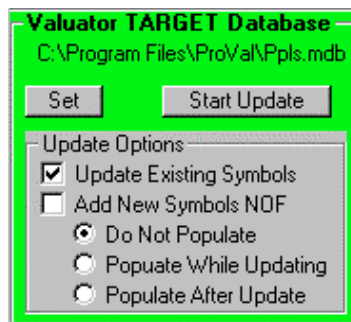 Valuator TARGET Database
C:\Program Files\ProVal\Ppls.mdb
Set Start Update
Update Options
Update Existing Symbols
Add New Symbols NOF
Do Not Populate
Popuate While Updating
Populate After Update